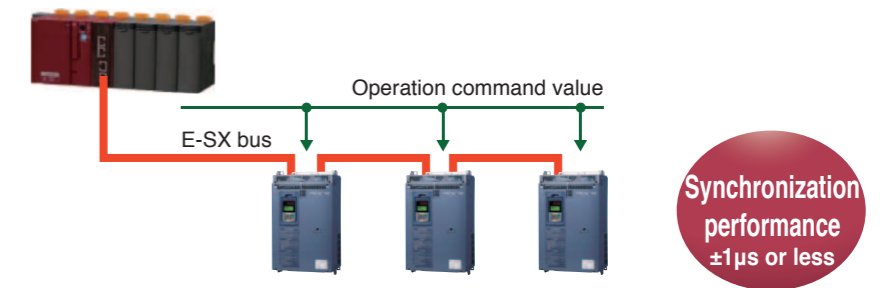 Operation command value
E-SX bus
Synchronization
performance
±1µs or less